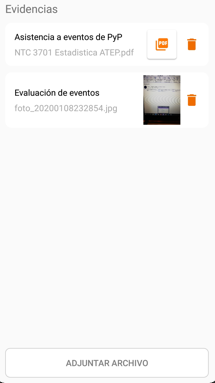 Evidencias
Asistencia a eventos de PyP
NTC 3701 Estadistica ATEP.pdf
PDF
Evaluación de eventos
foto_20200108232854.jpg
ADJUNTAR ARCHIVO